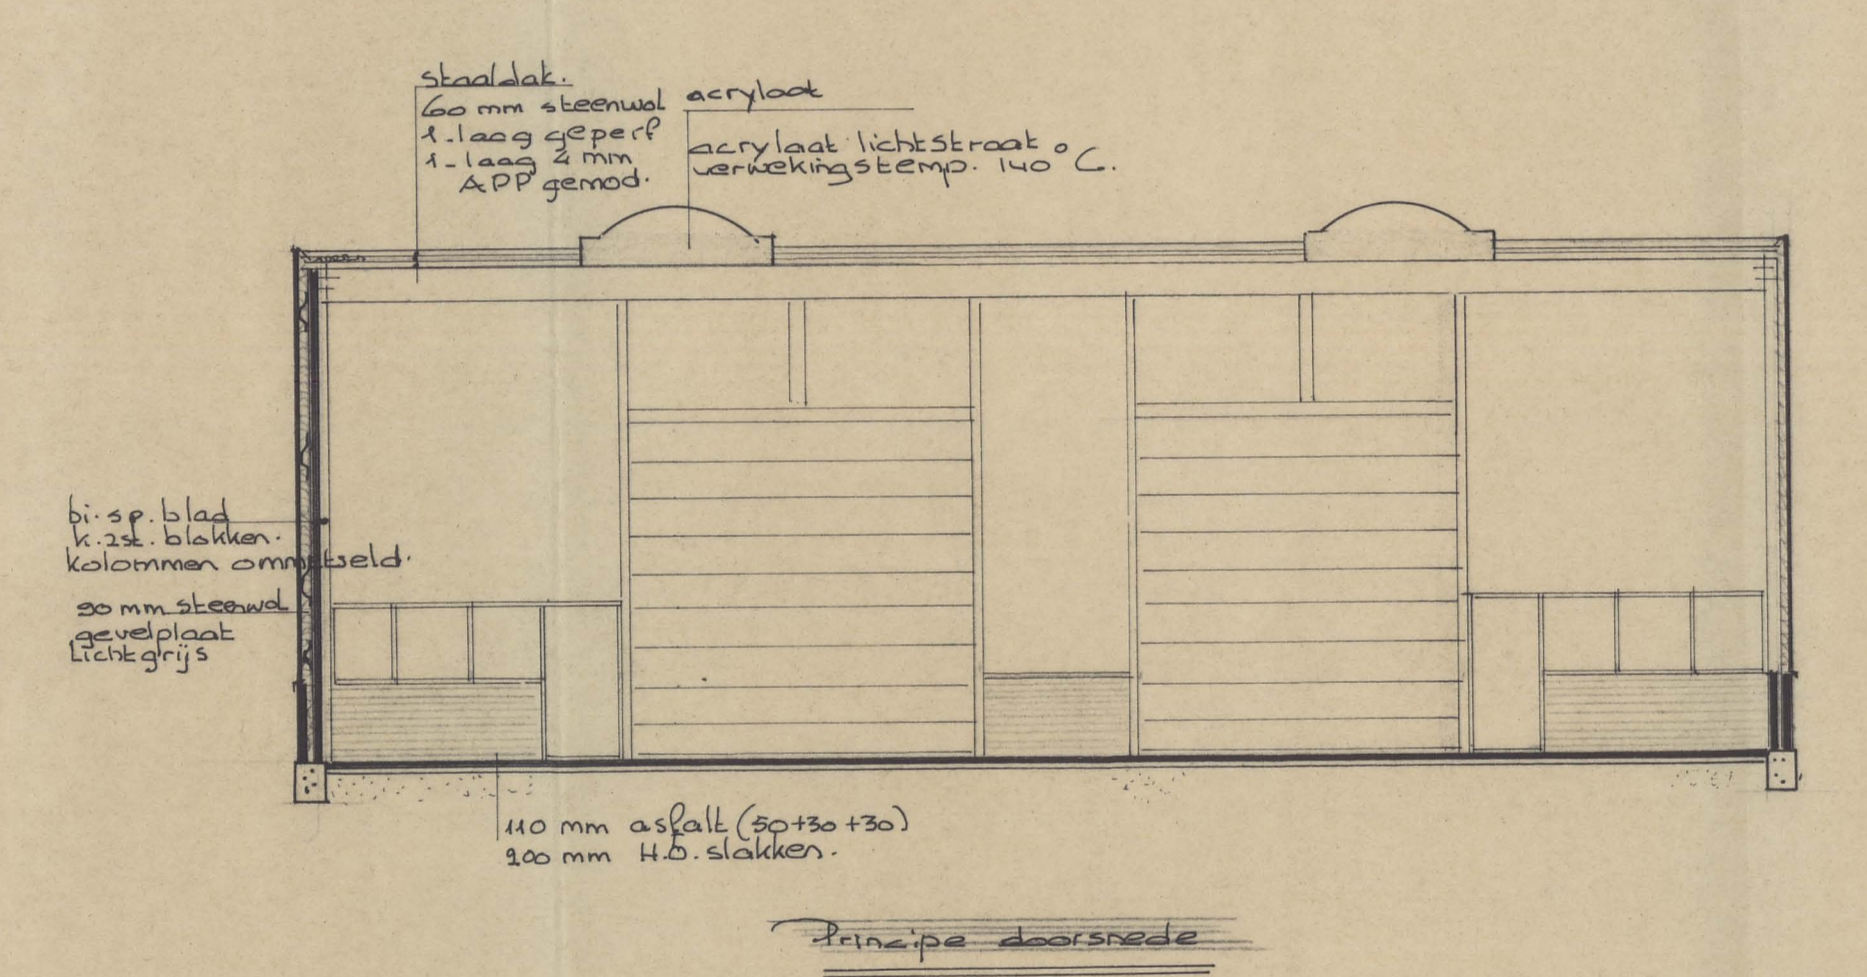 staaldak.
60 mm steenwol
1-laag geperf
1-laag 4 mm
APP gemod.
acrylaat
acrylaat lichtstraat
verwekingstemp. 140°C.
bi. sp. blad
k.zst. blokken.
kolommen ommetseld.
90 mm steenwol
gevelplaat
lichtgrijs
110 mm asfalt (50+30+30)
200 mm H.O. slakken.
Principe doorsnede